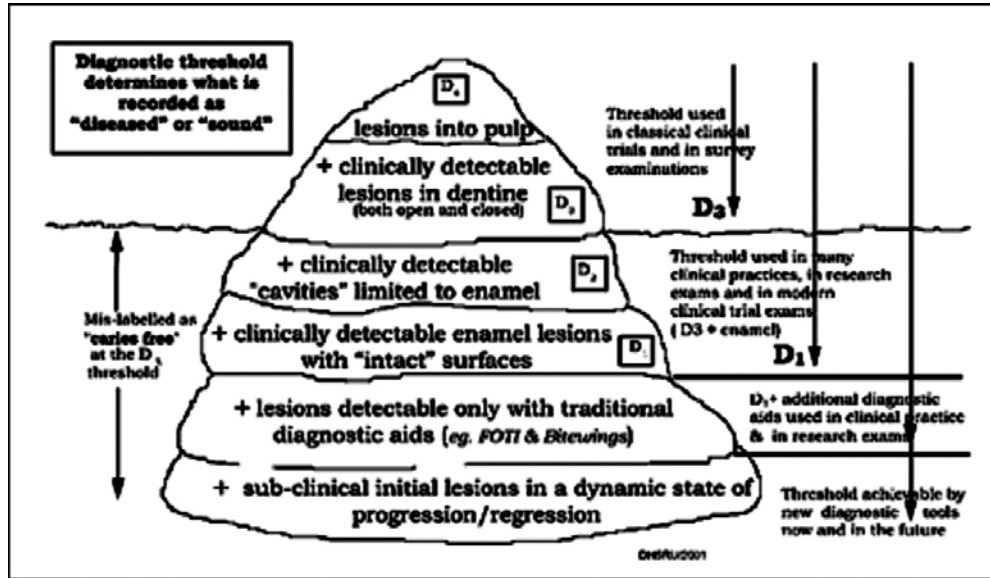 Diagnostic threshold
determines what is
recorded as
"diseased" or "sound"
D4
lesions into pulp
+ clinically detectable
lesions in dentine
(both open and closed)
D3
+ clinically detectable
"cavities" limited to enamel
D2
+ clinically detectable enamel lesions
with "intact" surfaces
D1
+ lesions detectable only with traditional
diagnostic aids (eg. FOTI & Bitewings)
+ sub-clinical initial lesions in a dynamic state of
progression/regression
Mis-labelled as
"caries free"
at the D3
threshold
Threshold used
in classical clinical
trials and in survey
examinations
D3
Threshold used in many
clinical practices, in research
exams and in modern
clinical trial exams
( D3 + enamel)
D1
D1+ additional diagnostic
aids used in clinical practice
& in research exams
Threshold achievable by
new diagnostic tools
now and in the future
DHSRU/2001